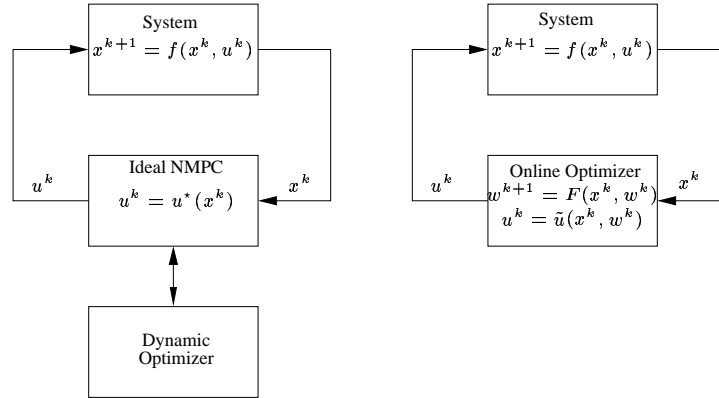 System
x^{k+1} = f(x^k, u^k)
Ideal NMPC
u^k = u^⋆(x^k)
u^k
x^k
Dynamic
Optimizer
System
x^{k+1} = f(x^k, u^k)
Online Optimizer
w^{k+1} = F(x^k, w^k)
u^k = ũ(x^k, w^k)
u^k
x^k